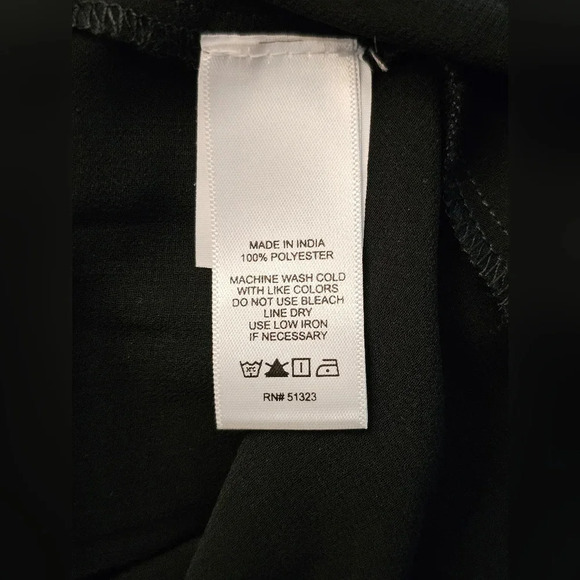 MADE IN INDIA
100% POLYESTER
MACHINE WASH COLD
WITH LIKE COLORS
DO NOT USE BLEACH
LINE DRY
USE LOW IRON
IF NECESSARY
RN# 51323